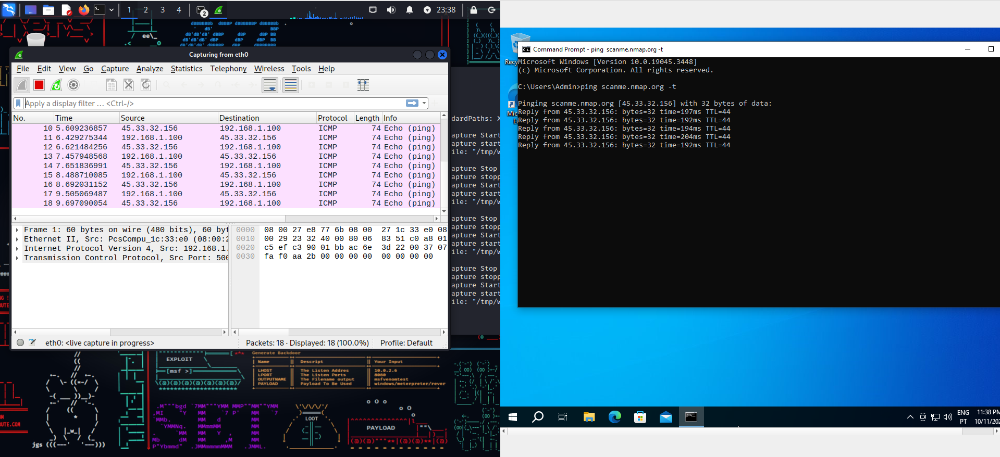 1 2 3 4 2 23:38
Capturing from eth0
File Edit View Go Capture Analyze Statistics Telephony Wireless Tools Help
Apply a display filter ... <Ctrl-/>
No. Time Source Destination Protocol Length Info
10 5.609236857 45.33.32.156 192.168.1.100 ICMP 74 Echo (ping)
11 6.429275344 192.168.1.100 45.33.32.156 ICMP 74 Echo (ping)
12 6.621484256 45.33.32.156 192.168.1.100 ICMP 74 Echo (ping)
13 7.457948568 192.168.1.100 45.33.32.156 ICMP 74 Echo (ping)
14 7.651836991 45.33.32.156 192.168.1.100 ICMP 74 Echo (ping)
15 8.488710085 192.168.1.100 45.33.32.156 ICMP 74 Echo (ping)
16 8.692031152 45.33.32.156 192.168.1.100 ICMP 74 Echo (ping)
17 9.505069487 192.168.1.100 45.33.32.156 ICMP 74 Echo (ping)
18 9.697090054 45.33.32.156 192.168.1.100 ICMP 74 Echo (ping)
Frame 1: 60 bytes on wire (480 bits), 60 byt
Ethernet II, Src: PcsCompu_1c:33:e0 (08:00:2
Internet Protocol Version 4, Src: 192.168.1.
Transmission Control Protocol, Src Port: 500
0000 08 00 27 e8 77 6b 08 00 27 1c 33 e0 08
0010 00 29 23 32 40 00 80 06 83 51 c0 a8 01
0020 c5 ef c3 90 01 bb ac 6e 3d 22 00 37 07
0030 fa f0 aa 2b 00 00 00 00 00 00 00 00
eth0: <live capture in progress> Packets: 18 · Displayed: 18 (100.0%) Profile: Default
dardPaths: X
apture Start
apture start
ile: "/tmp/w
apture Stop
apture stopp
apture Start
apture start
ile: "/tmp/w
apture Stop
apture stopp
apture Start
apture start
ile: "/tmp/w
apture Stop
apture stopp
apture Start
apture start
ile: "/tmp/w
EXPLOIT
[msf >]
Generate Backdoor
Name Descript Your Input
LHOST The Listen Addres 10.0.2.6
LPORT The Listen Ports 8080
OUTPUTNAME The Filename output msfvenomtest
PAYLOAD Payload To Be Used windows/meterpreter/rever
LOOT
PAYLOAD
jgs
Recy
Mic
E
Command Prompt - ping scanme.nmap.org -t
Microsoft Windows [Version 10.0.19045.3448]
(c) Microsoft Corporation. All rights reserved.
C:\Users\Admin>ping scanme.nmap.org -t
Pinging scanme.nmap.org [45.33.32.156] with 32 bytes of data:
Reply from 45.33.32.156: bytes=32 time=197ms TTL=44
Reply from 45.33.32.156: bytes=32 time=192ms TTL=44
Reply from 45.33.32.156: bytes=32 time=194ms TTL=44
Reply from 45.33.32.156: bytes=32 time=204ms TTL=44
Reply from 45.33.32.156: bytes=32 time=192ms TTL=44
ENG 11:38 PM
PT 10/11/202